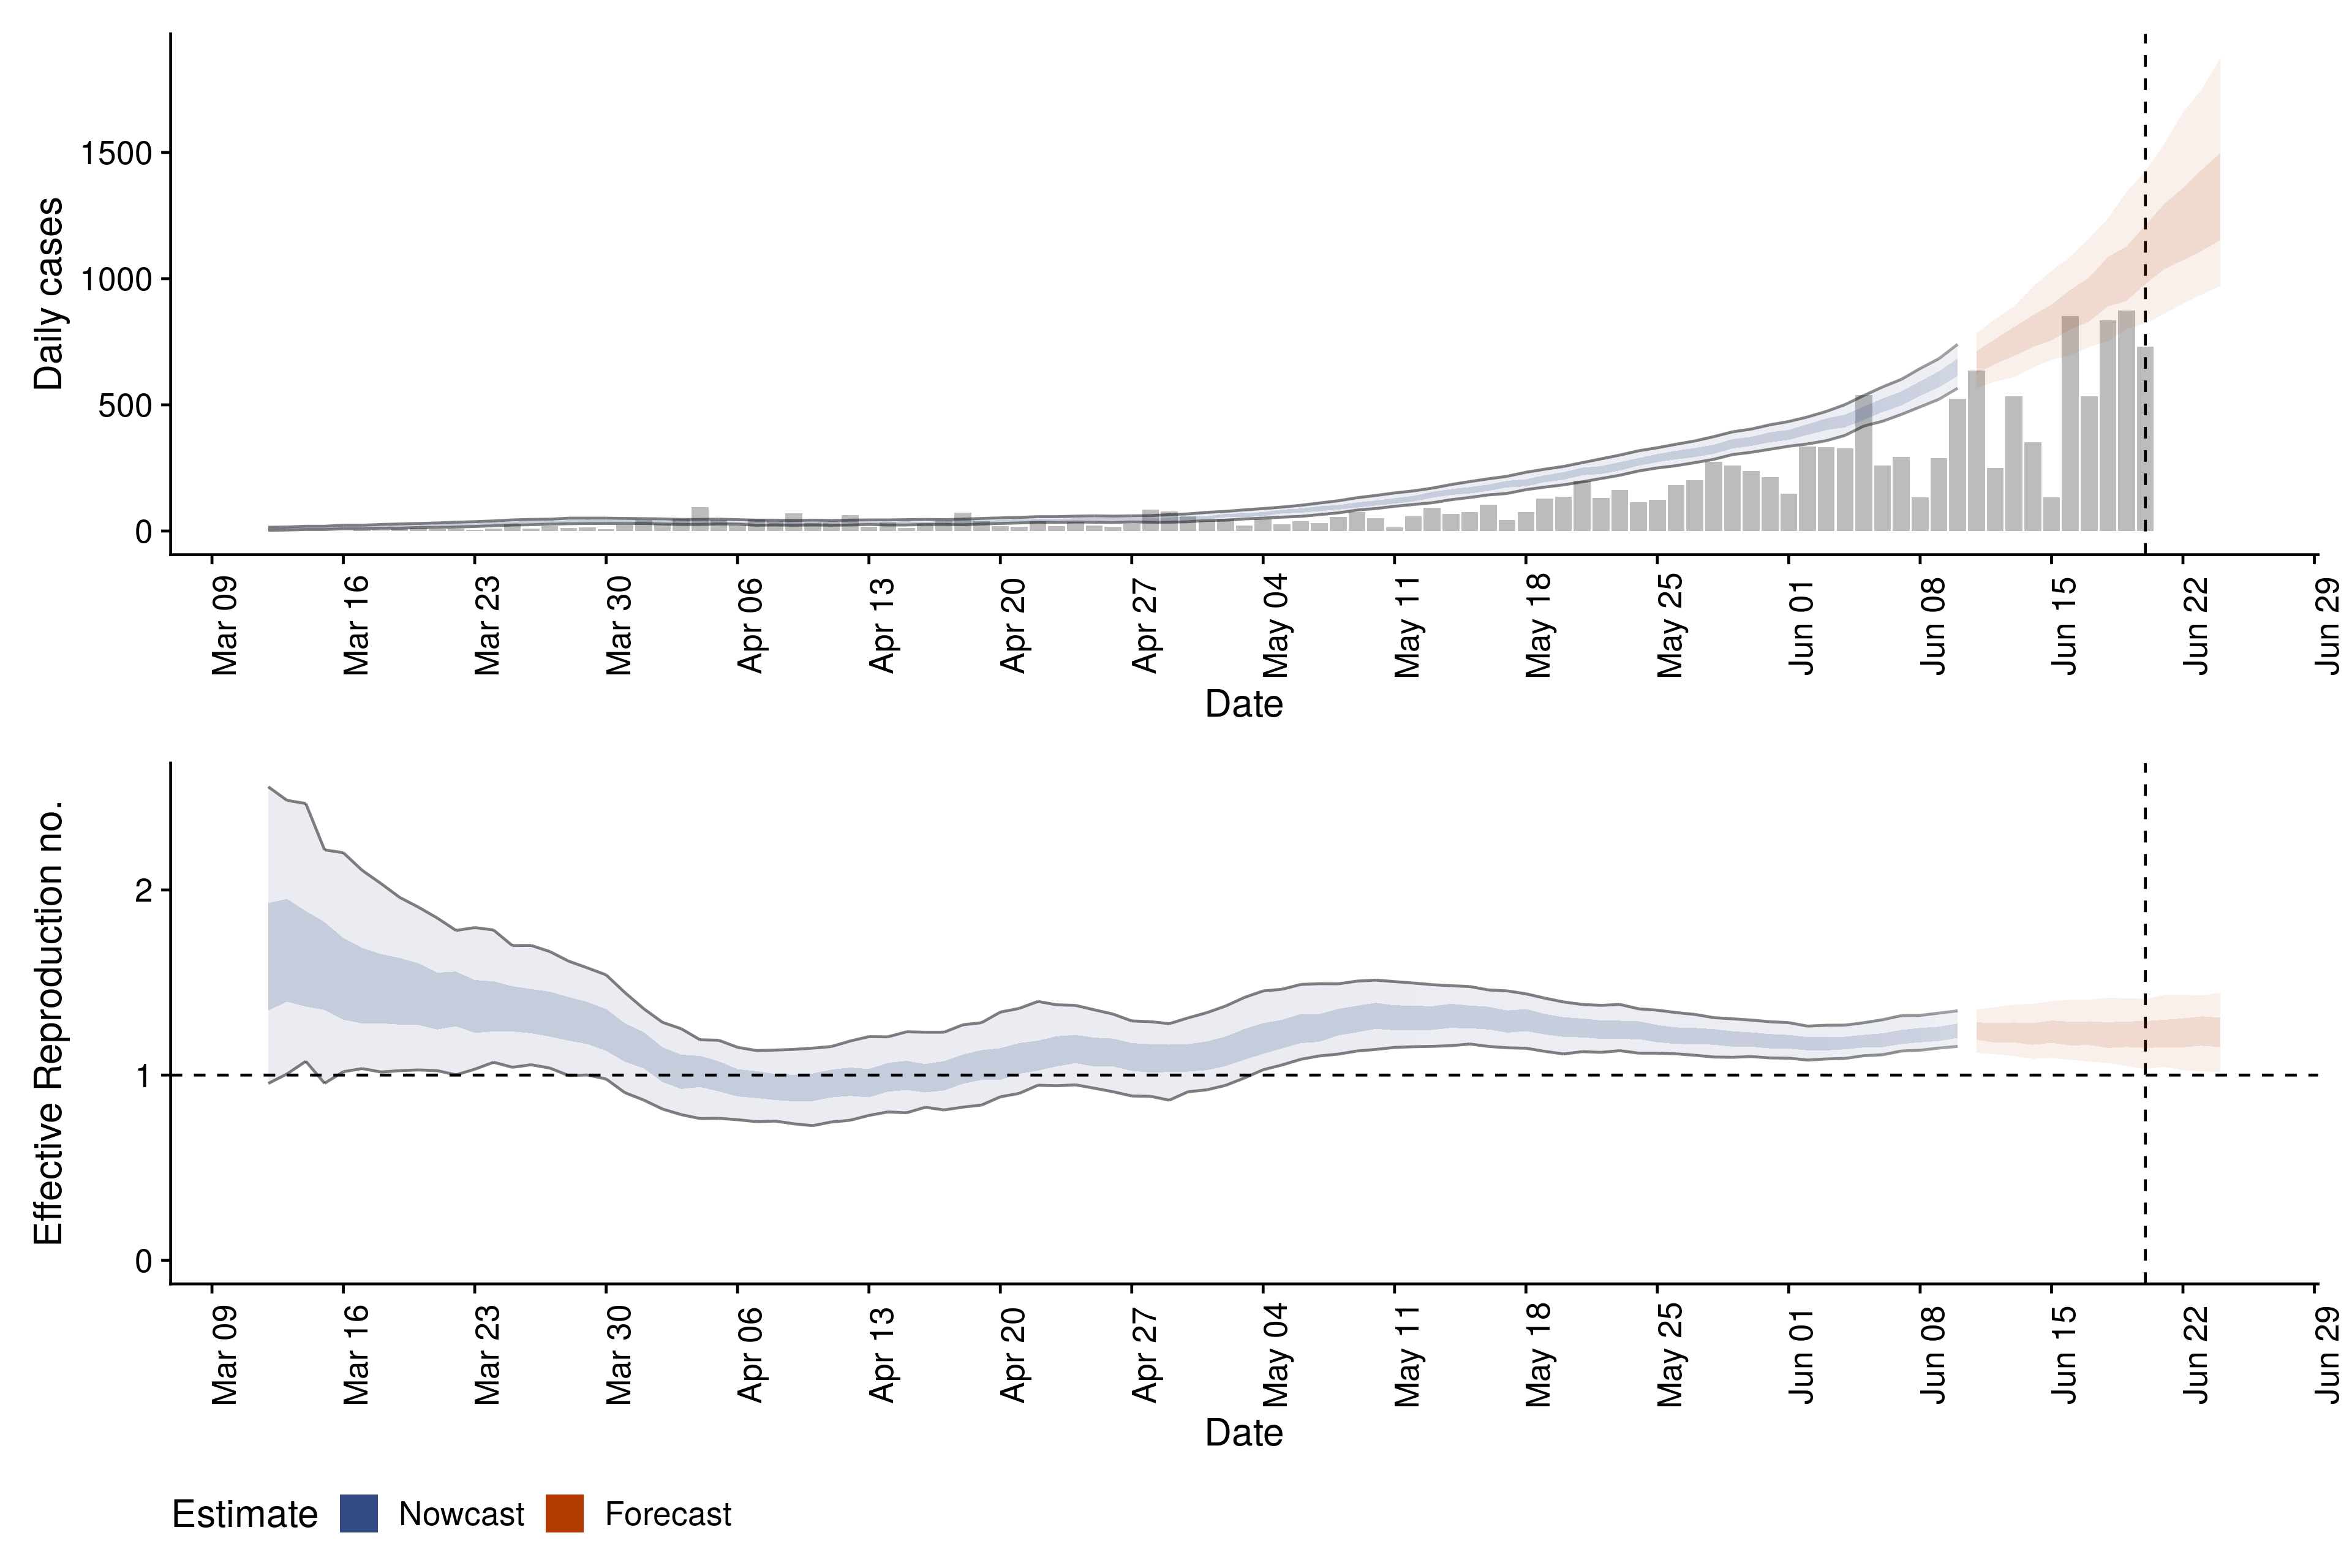 Daily cases
1500
1000
500
0
Mar 09
Mar 16
Mar 23
Mar 30
Apr 06
Apr 13
Apr 20
Apr 27
May 04
May 11
May 18
May 25
Jun 01
Jun 08
Jun 15
Jun 22
Jun 29
Date
Effective Reproduction no.
2
1
0
Mar 09
Mar 16
Mar 23
Mar 30
Apr 06
Apr 13
Apr 20
Apr 27
May 04
May 11
May 18
May 25
Jun 01
Jun 08
Jun 15
Jun 22
Jun 29
Date
Estimate Nowcast Forecast